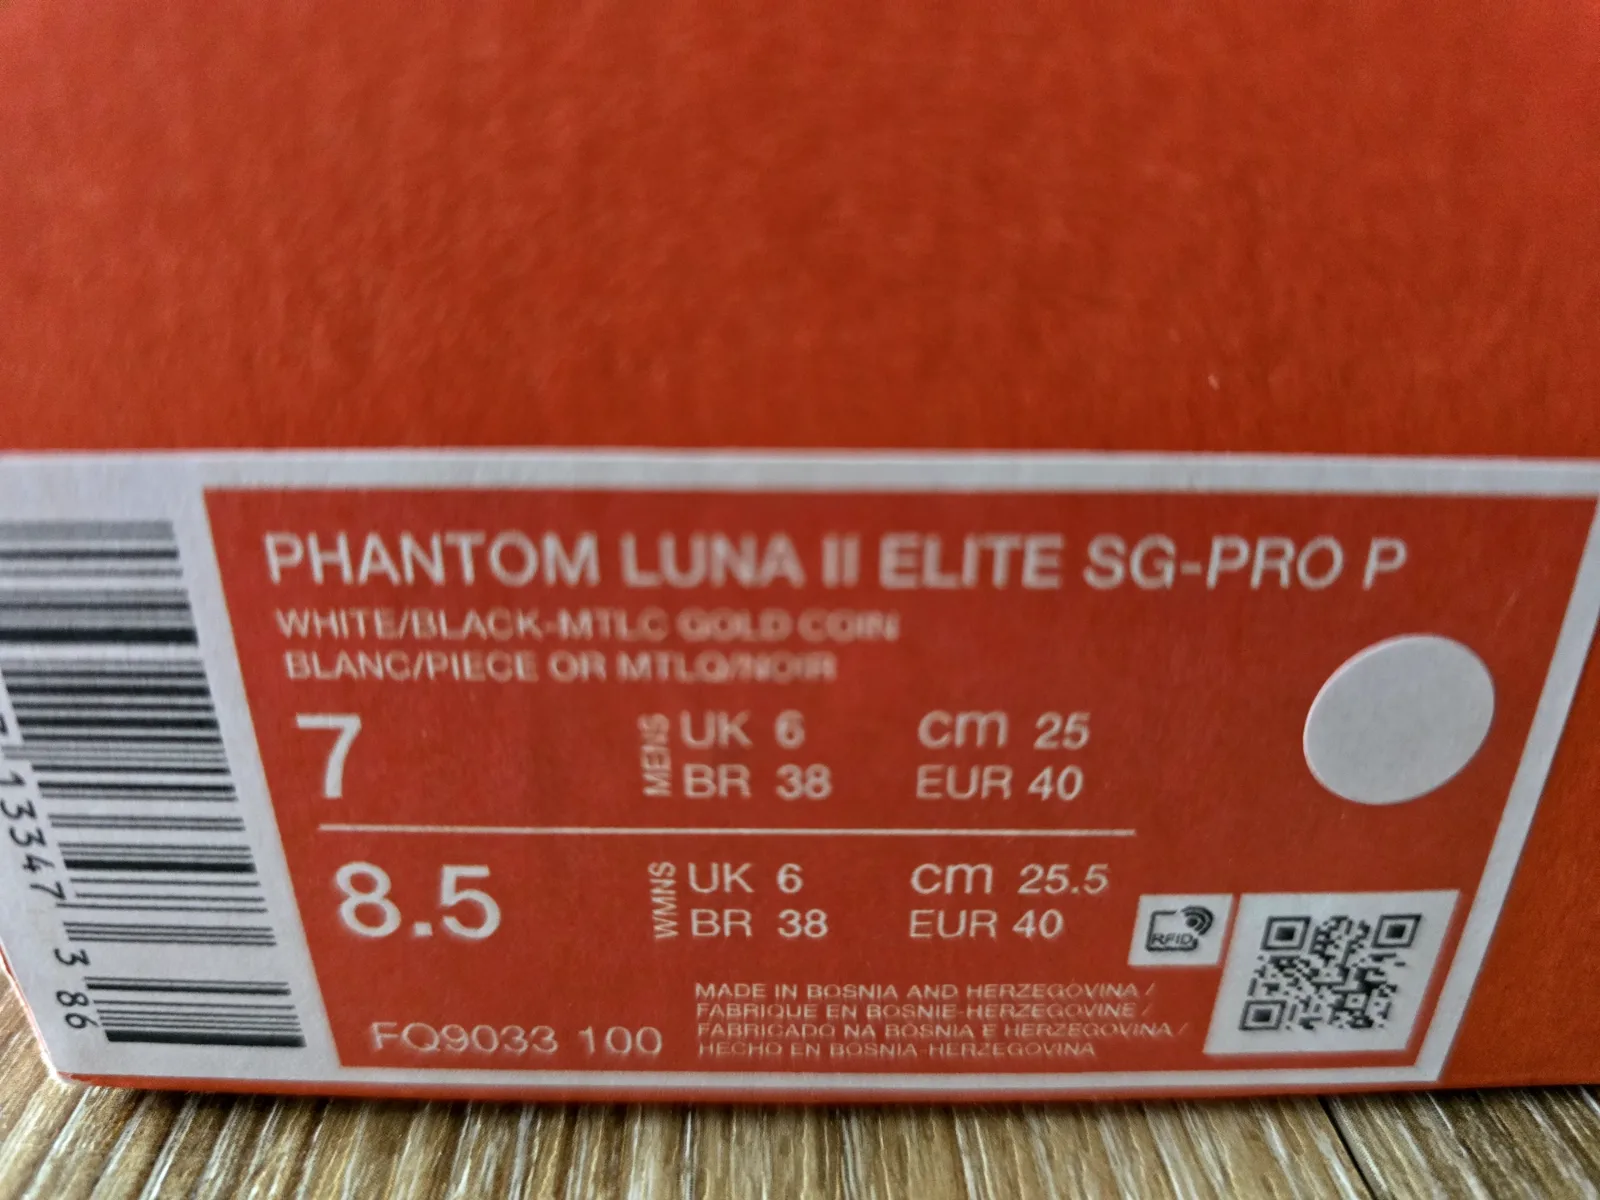 PHANTOM LUNA II ELITE SG-PRO P
WHITE/BLACK-MTLC GOLD COIN
BLANC/PIECE OR MTLQ/NOIR
7 MENS UK 6 CM 25
BR 38 EUR 40
8.5 WMNS UK 6 CM 25.5
BR 38 EUR 40
RFID
FQ9033 100
MADE IN BOSNIA AND HERZEGOVINA /
FABRIQUE EN BOSNIE-HERZEGOVINE /
FABRICADO NA BÓSNIA E HERZEGOVINA /
HECHO EN BOSNIA-HERZEGOVINA
13347 3 86